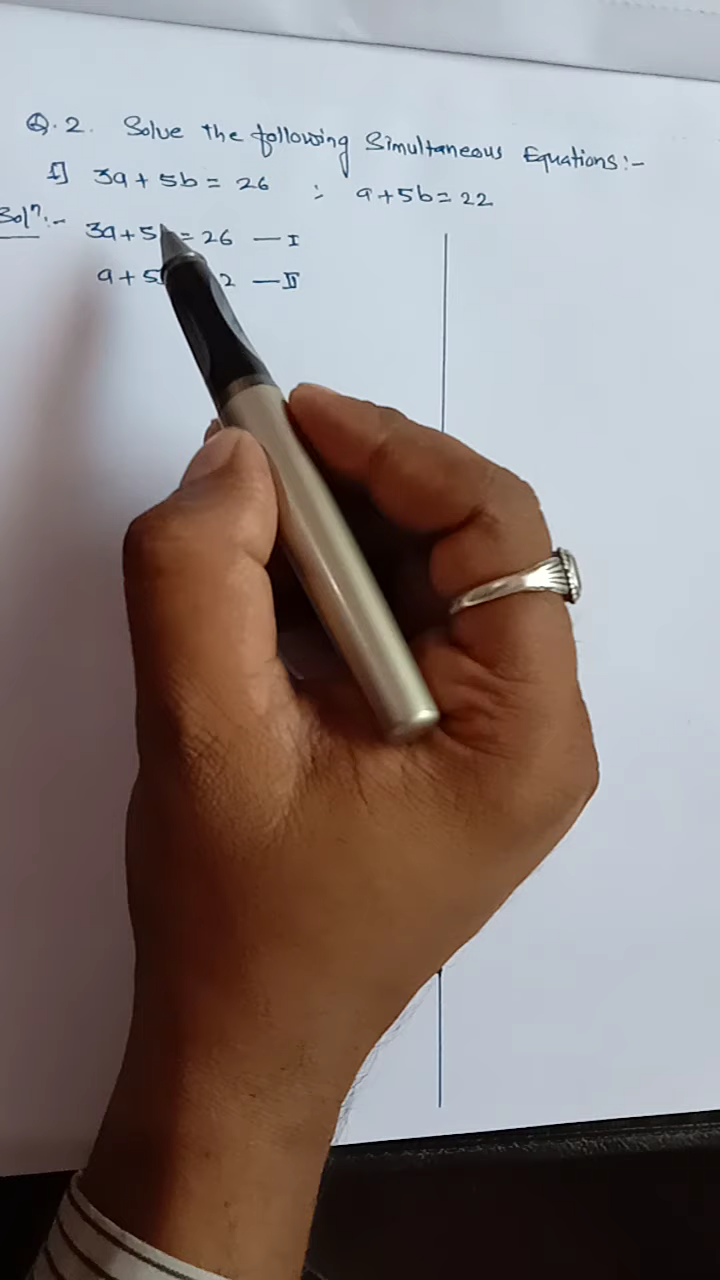 Q.2. Solve the following Simultaneous Equations:-
I] 3a + 5b = 26 ; a + 5b = 22
Solⁿ:- 3a + 5 = 26 — I
a + 5 2 — II